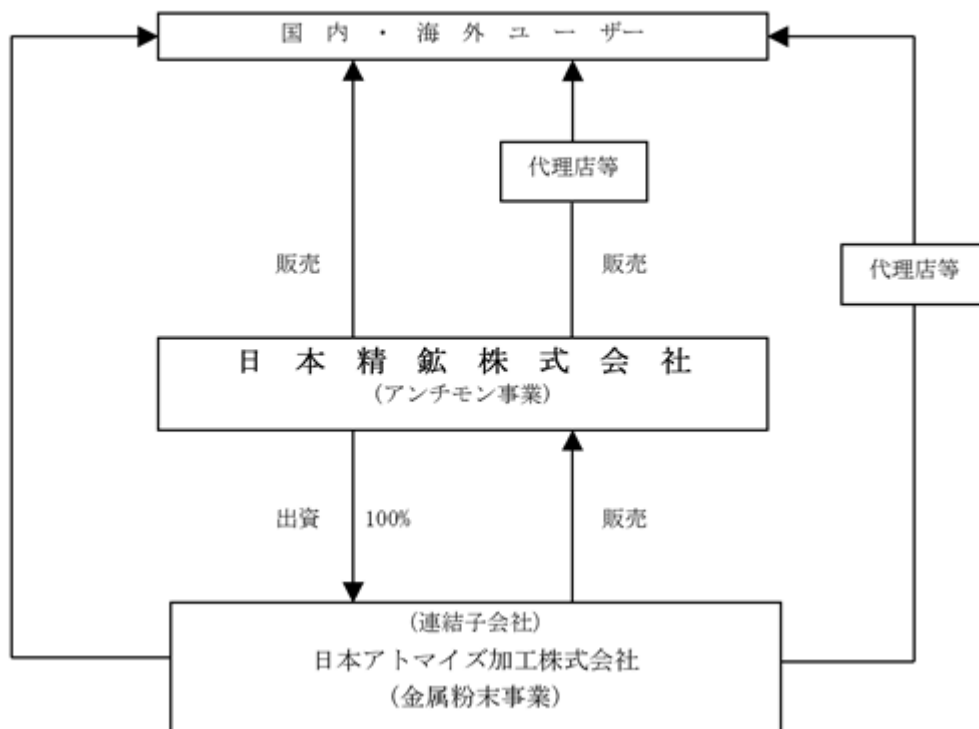 国内・海外ユーザー
代理店等
代理店等
販売
販売
日本精鉱株式会社
(アンチモン事業)
出資
100%
販売
(連結子会社)
日本アトマイズ加工株式会社
(金属粉末事業)